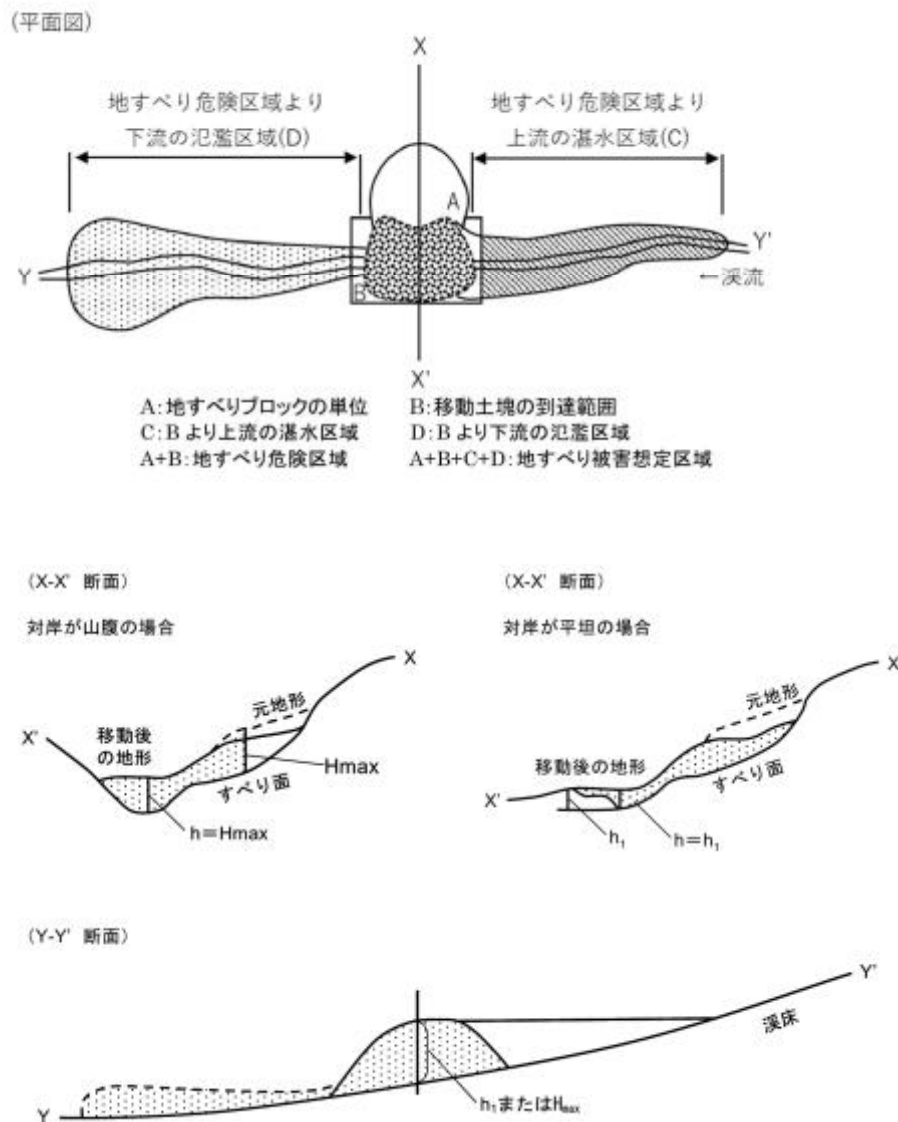 (平面図)
X
地すべり危険区域より
下流の氾濫区域(D)
地すべり危険区域より
上流の湛水区域(C)
A
Y
Y'
B
←渓流
X'
A:地すべりブロックの単位 B:移動土塊の到達範囲
C:Bより上流の湛水区域 D:Bより下流の氾濫区域
A+B:地すべり危険区域 A+B+C+D:地すべり被害想定区域
(X-X' 断面)
対岸が山腹の場合
X
元地形
X'
移動後
の地形
Hmax
すべり面
h=Hmax
(X-X' 断面)
対岸が平坦の場合
X
元地形
移動後の地形
すべり面
X'
h₁
h=h₁
(Y-Y' 断面)
Y'
渓床
h₁またはHmax
Y